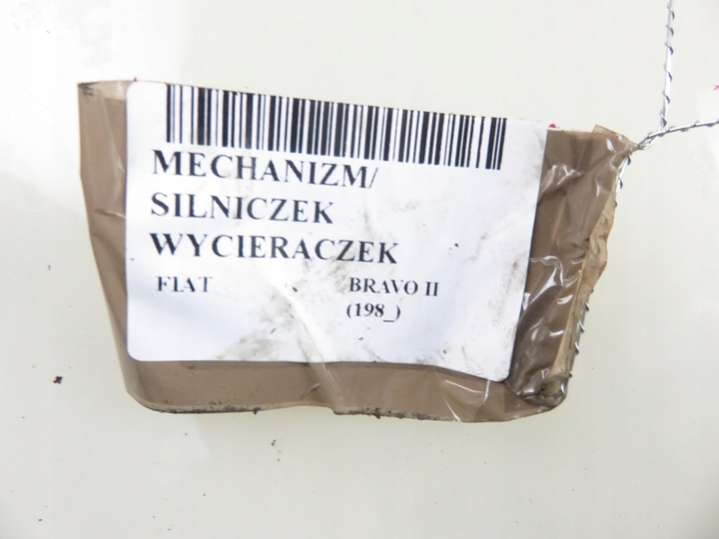 MECHANIZM/
SILNICZEK
WYCIERACZEK
FIAT BRAVO II
(198_)